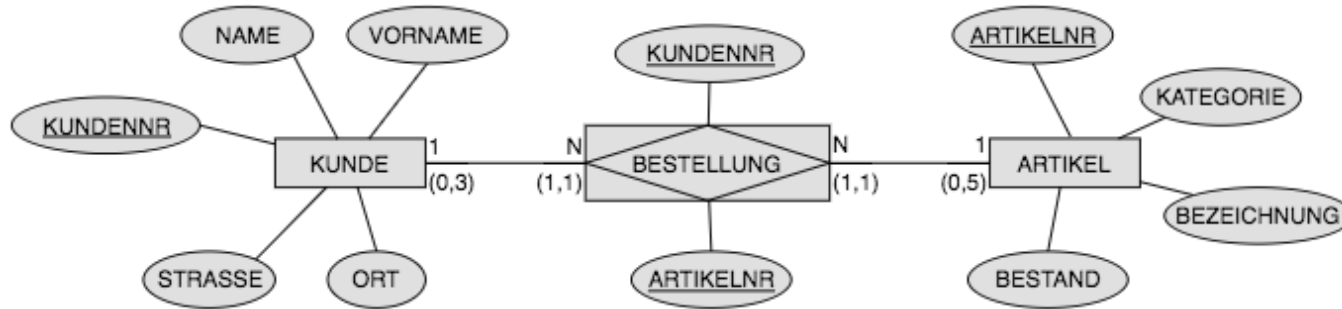 NAME
VORNAME
KUNDENNR
KUNDE
1
(0,3)
STRASSE
ORT
KUNDENNR
N
(1,1)
BESTELLUNG
N
(1,1)
ARTIKELNR
ARTIKELNR
KATEGORIE
1
(0,5)
ARTIKEL
BEZEICHNUNG
BESTAND